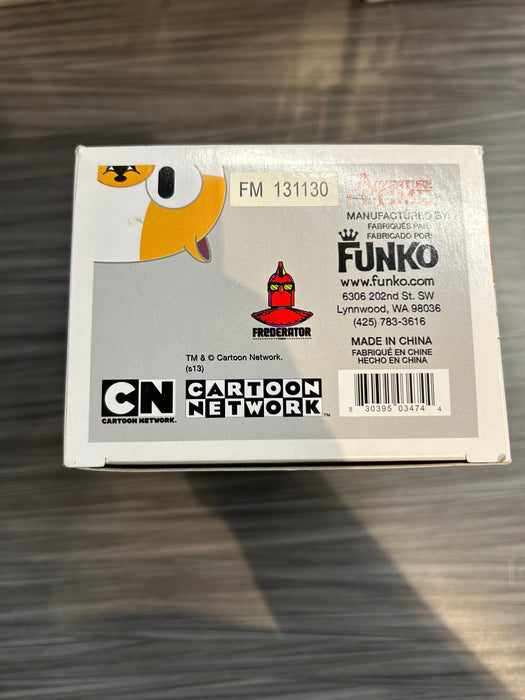 FM 131130
ADVENTURE
TIME
MANUFACTURED BY:
FABRIQUÉS PAR:
FABRICADO POR:
FUNKO
www.funko.com
6306 202nd St. SW
Lynnwood, WA 98036
(425) 783-3616
MADE IN CHINA
FABRIQUÉ EN CHINE
HECHO EN CHINA
FREDERATOR
TM & © Cartoon Network.
(s13)
CN
CARTOON NETWORK.
CARTOON
NETWORK™
8 30395 03474 4